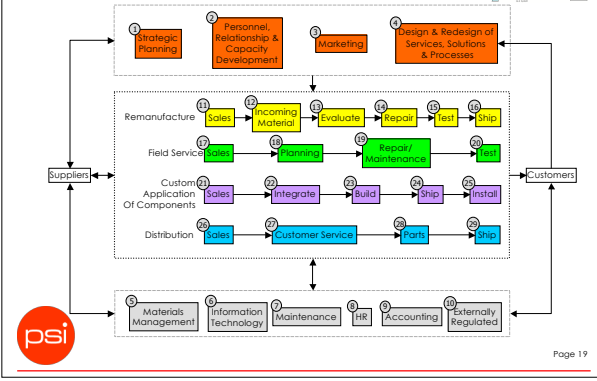 1
Strategic
Planning
2
Personnel,
Relationship &
Capacity
Development
3
Marketing
4
Design & Redesign of
Services, Solutions
& Processes
Remanufacture
11
Sales
12
Incoming
Material
13
Evaluate
14
Repair
15
Test
16
Ship
Field Service
17
Sales
18
Planning
19
Repair/
Maintenance
20
Test
Suppliers
Customers
Custom
Application
Of Components
21
Sales
22
Integrate
23
Build
24
Ship
25
Install
Distribution
26
Sales
27
Customer Service
28
Parts
29
Ship
5
Materials
Management
6
Information
Technology
7
Maintenance
8
HR
9
Accounting
10
Externally
Regulated
psi
Page 19